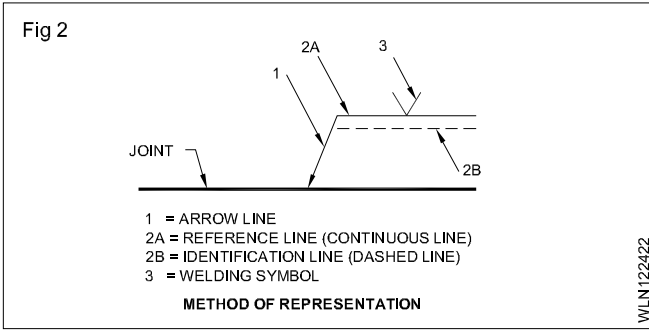 Fig 2
2A
3
1
JOINT
2B
1 = ARROW LINE
2A = REFERENCE LINE (CONTINUOUS LINE)
2B = IDENTIFICATION LINE (DASHED LINE)
3 = WELDING SYMBOL
METHOD OF REPRESENTATION
WLN122422